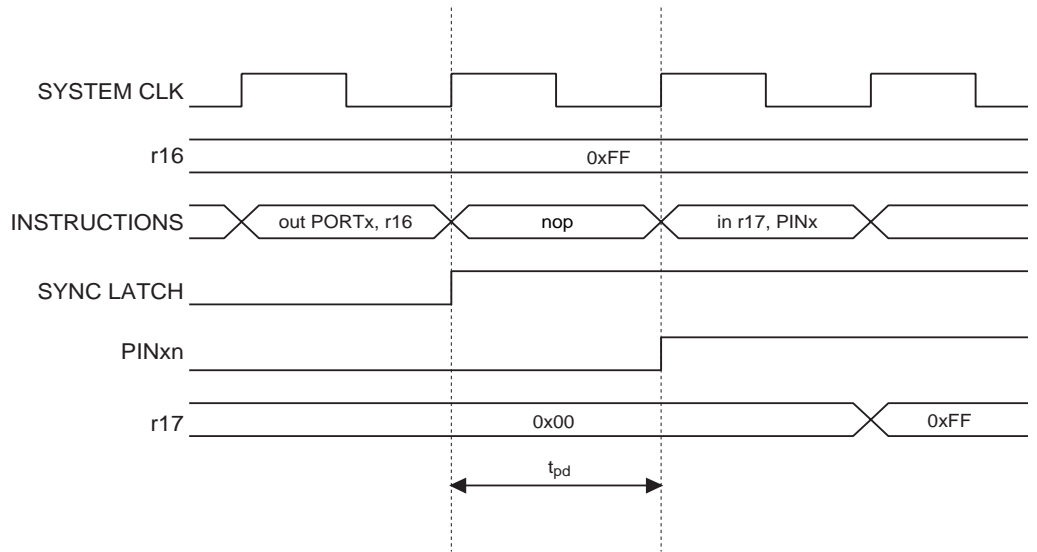 SYSTEM CLK
r16
0xFF
INSTRUCTIONS
out PORTx, r16
nop
in r17, PINx
SYNC LATCH
PINxn
r17
0x00
0xFF
tpd